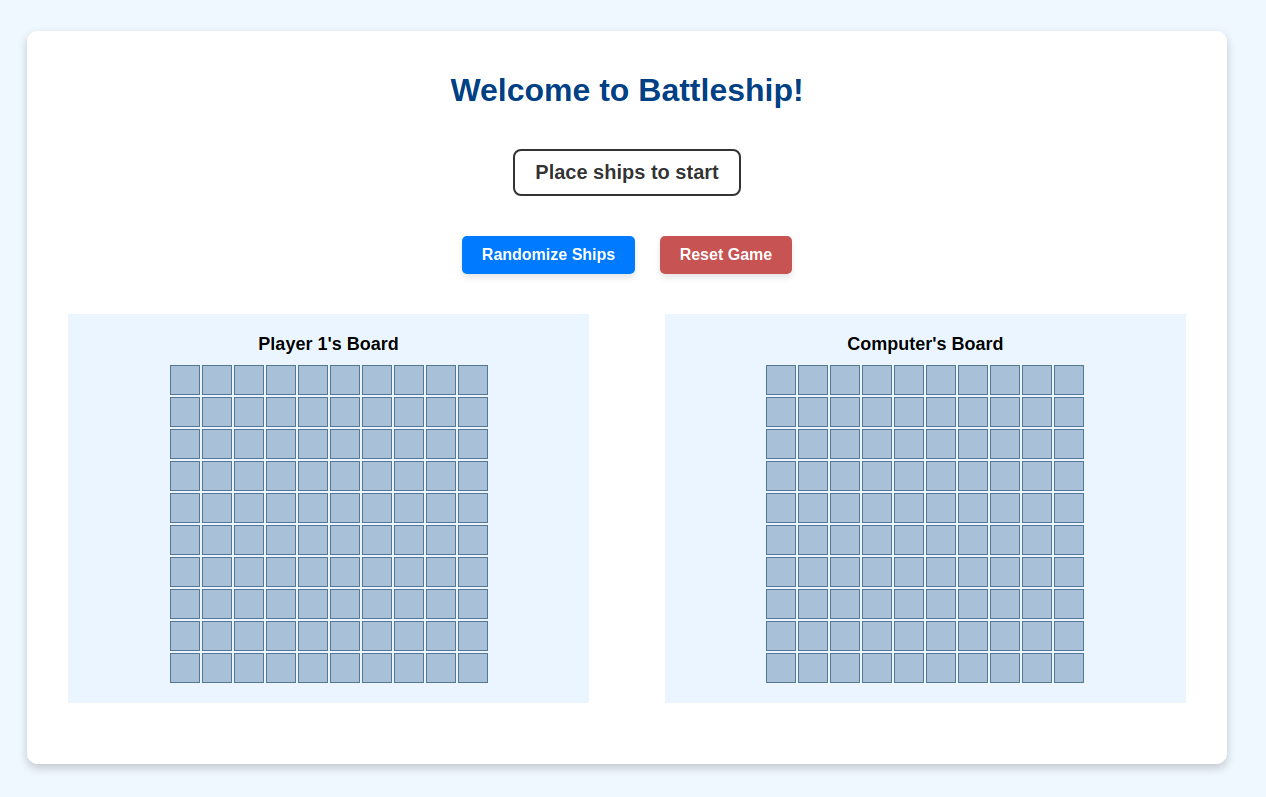 Welcome to Battleship!
Place ships to start
Randomize Ships
Reset Game
Player 1's Board
Computer's Board